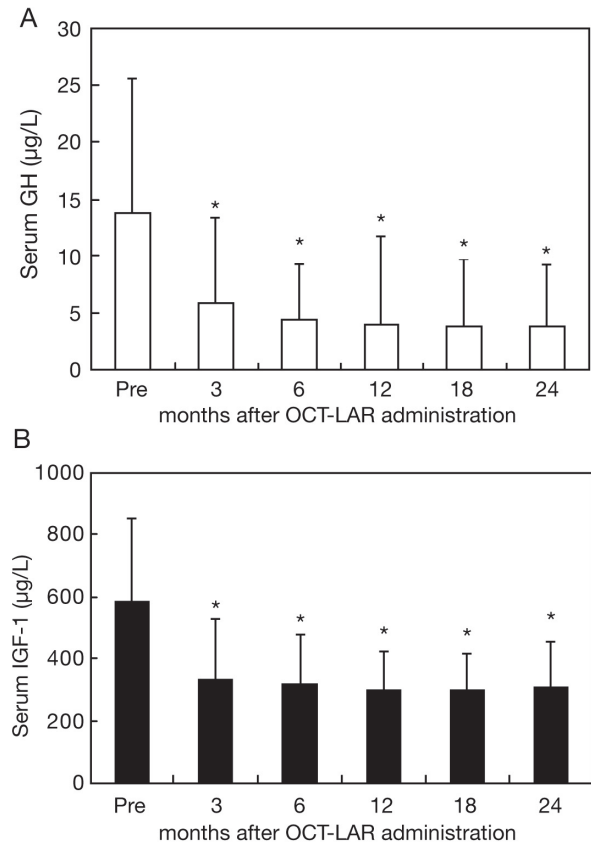 A
30
25
20
15
10
5
0
Serum GH (µg/L)
*
*
*
*
*
Pre 3 6 12 18 24
months after OCT-LAR administration
B
1000
800
600
400
200
0
Serum IGF-1 (µg/L)
*
*
*
*
*
Pre 3 6 12 18 24
months after OCT-LAR administration